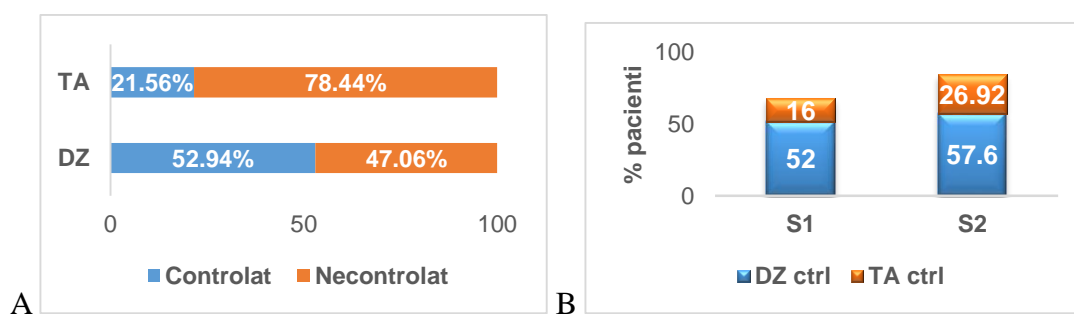 TA
21.56%
78.44%
DZ
52.94%
47.06%
0
50
100
Controlat
Necontrolat
A
% pacienti
100
50
0
16
52
26.92
57.6
S1
S2
DZ ctrl
TA ctrl
B